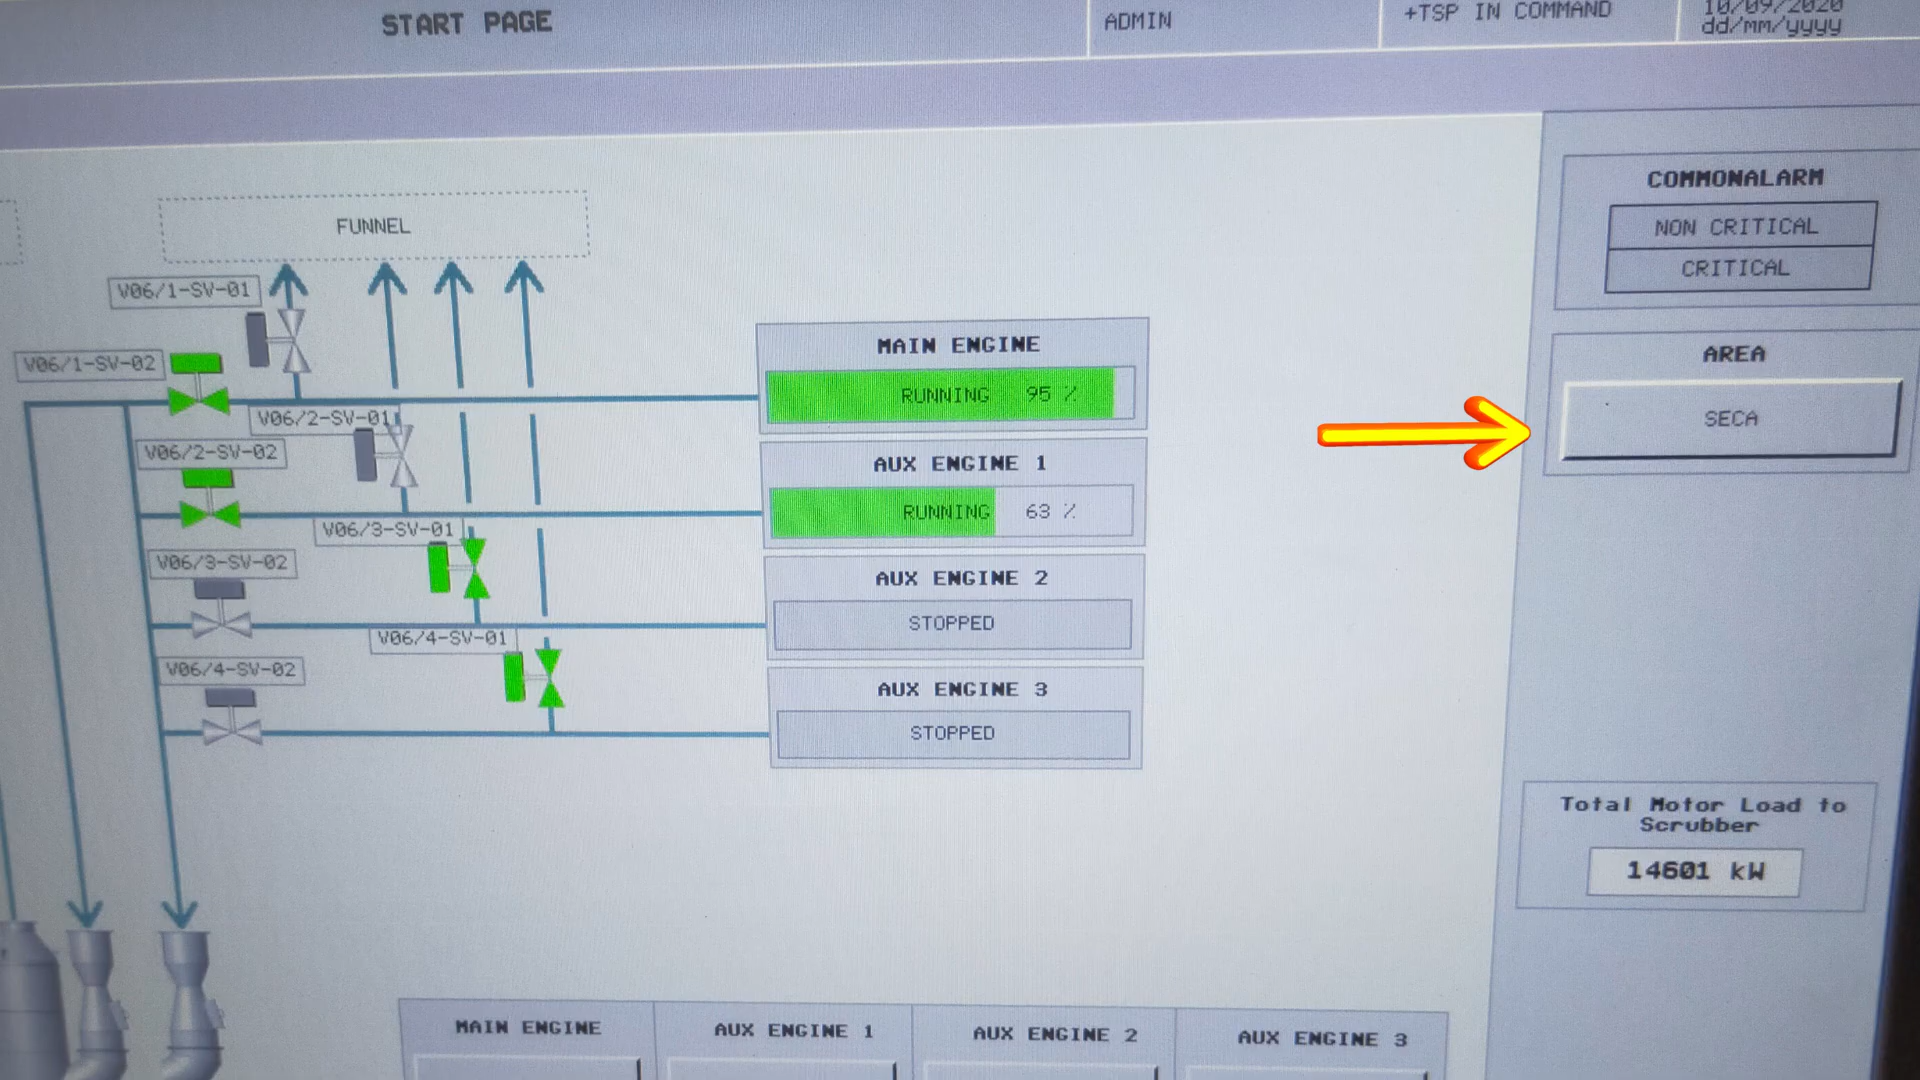 START PAGE
ADMIN
+TSP IN COMMAND
10/09/2020
dd/mm/yyyy
FUNNEL
V06/1-SV-01
V06/1-SV-02
V06/2-SV-01
V06/2-SV-02
V06/3-SV-01
V06/3-SV-02
V06/4-SV-01
V06/4-SV-02
MAIN ENGINE
RUNNING 95 %
AUX ENGINE 1
RUNNING 63 %
AUX ENGINE 2
STOPPED
AUX ENGINE 3
STOPPED
COMMONALARM
NON CRITICAL
CRITICAL
AREA
SECA
Total Motor Load to
Scrubber
14601 kW
MAIN ENGINE
AUX ENGINE 1
AUX ENGINE 2
AUX ENGINE 3